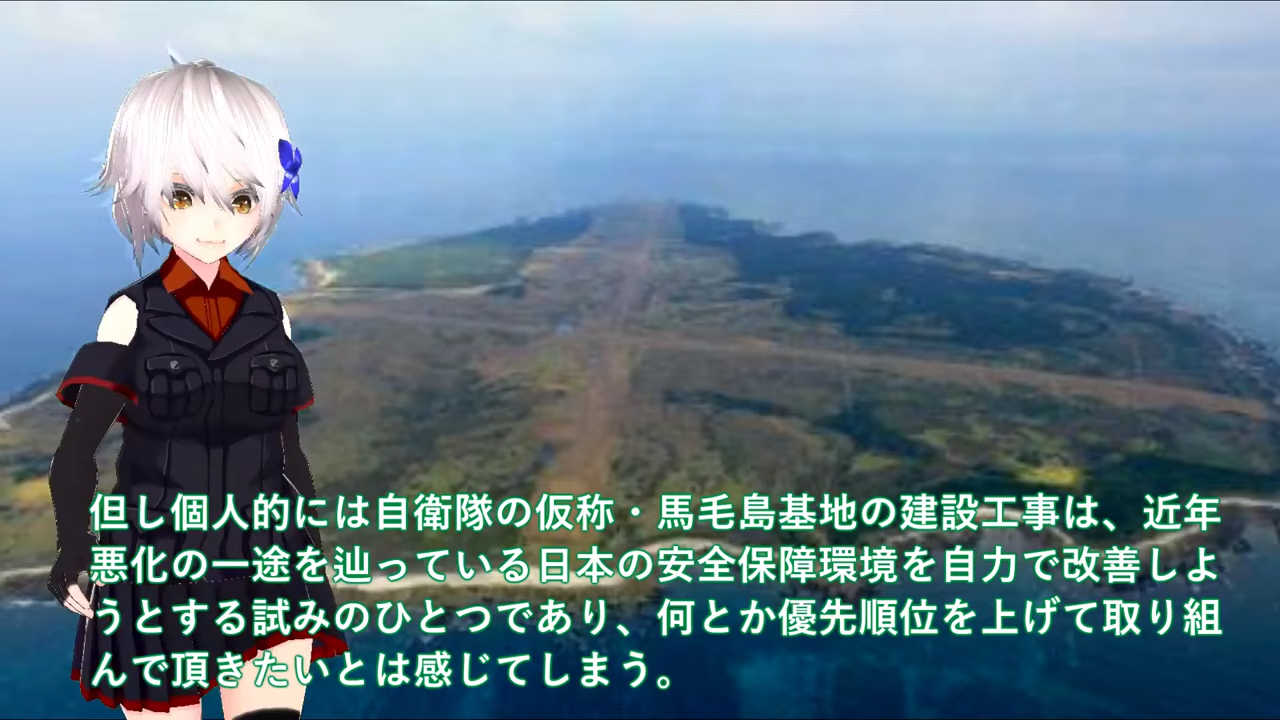 但し個人的には自衛隊の仮称・馬毛島基地の建設工事は、近年
悪化の一途を辿っている日本の安全保障環境を自力で改善しよ
うとする試みのひとつであり、何とか優先順位を上げて取り組
んで頂きたいとは感じてしまう。